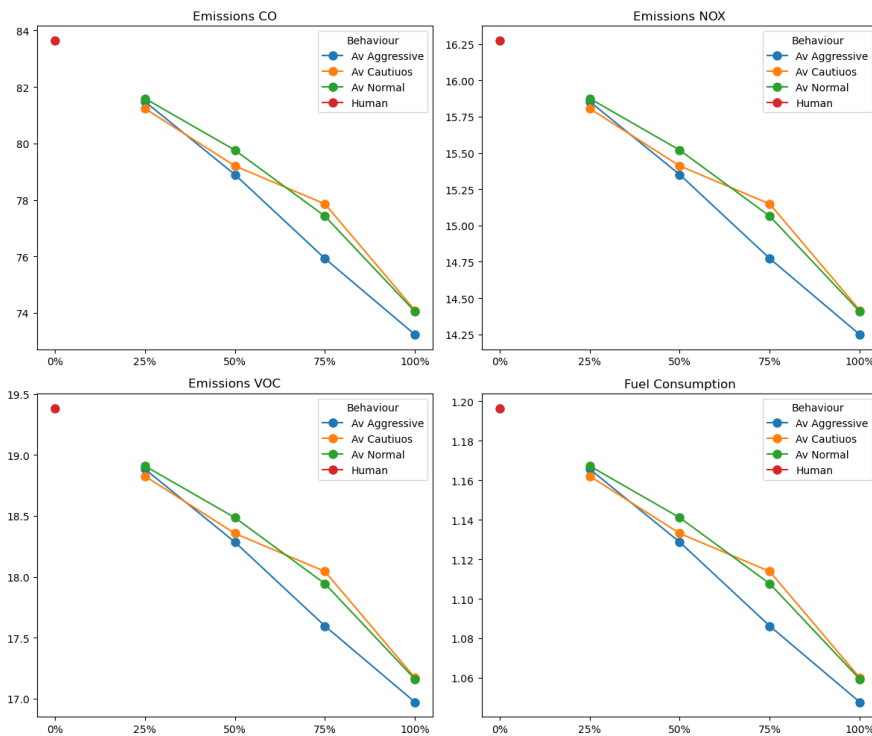 Emissions CO
84
82
80
78
76
74
0%
25%
50%
75%
100%
Behaviour
Av Aggressive
Av Cautiuos
Av Normal
Human
Emissions NOX
16.25
16.00
15.75
15.50
15.25
15.00
14.75
14.50
14.25
0%
25%
50%
75%
100%
Behaviour
Av Aggressive
Av Cautiuos
Av Normal
Human
Emissions VOC
19.5
19.0
18.5
18.0
17.5
17.0
0%
25%
50%
75%
100%
Behaviour
Av Aggressive
Av Cautiuos
Av Normal
Human
Fuel Consumption
1.20
1.18
1.16
1.14
1.12
1.10
1.08
1.06
0%
25%
50%
75%
100%
Behaviour
Av Aggressive
Av Cautiuos
Av Normal
Human